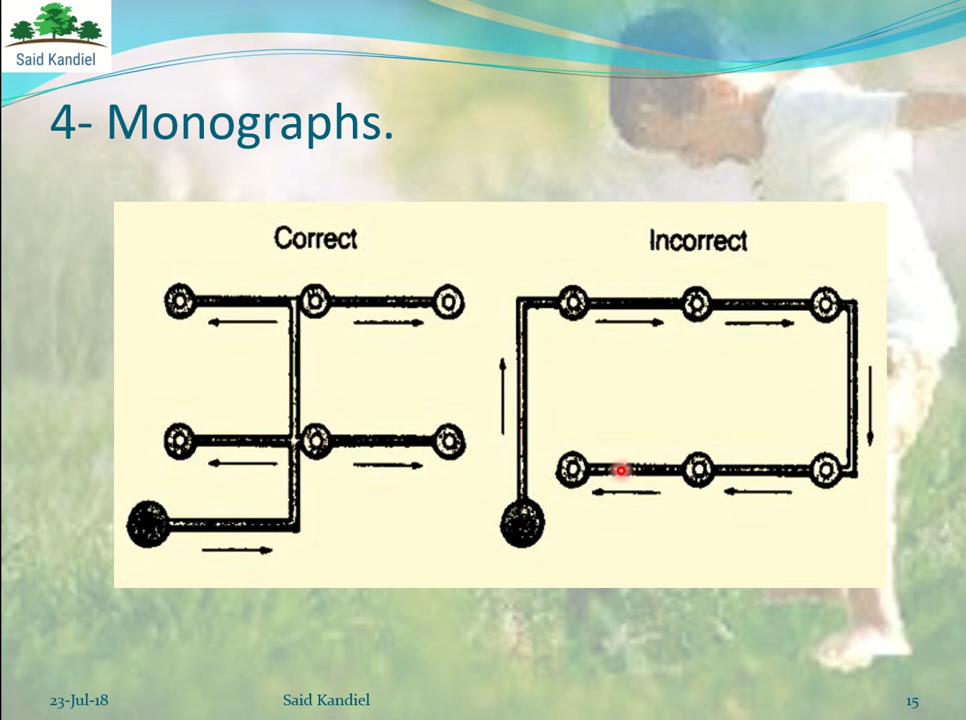 Said Kandiel
4- Monographs.
Correct
Incorrect
23-Jul-18
Said Kandiel
15